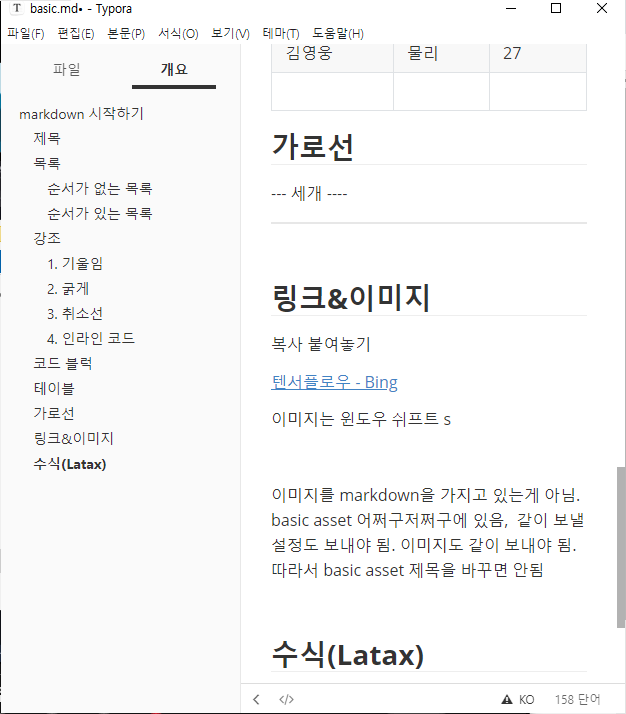 T basic.md• - Typora
파일(F) 편집(E) 본문(P) 서식(O) 보기(V) 테마(T) 도움말(H)
파일 개요
markdown 시작하기
제목
목록
순서가 없는 목록
순서가 있는 목록
강조
1. 기울임
2. 굵게
3. 취소선
4. 인라인 코드
코드 블럭
테이블
가로선
링크&이미지
수식(Latax)
김영웅 물리 27
가로선
--- 세개 ----
링크&이미지
복사 붙여놓기
텐서플로우 - Bing
이미지는 윈도우 쉬프트 s
이미지를 markdown을 가지고 있는게 아님.
basic asset 어쩌구저쩌구에 있음, 같이 보낼
설정도 보내야 됨. 이미지도 같이 보내야 됨.
따라서 basic asset 제목을 바꾸면 안됨
수식(Latax)
</> KO 158 단어